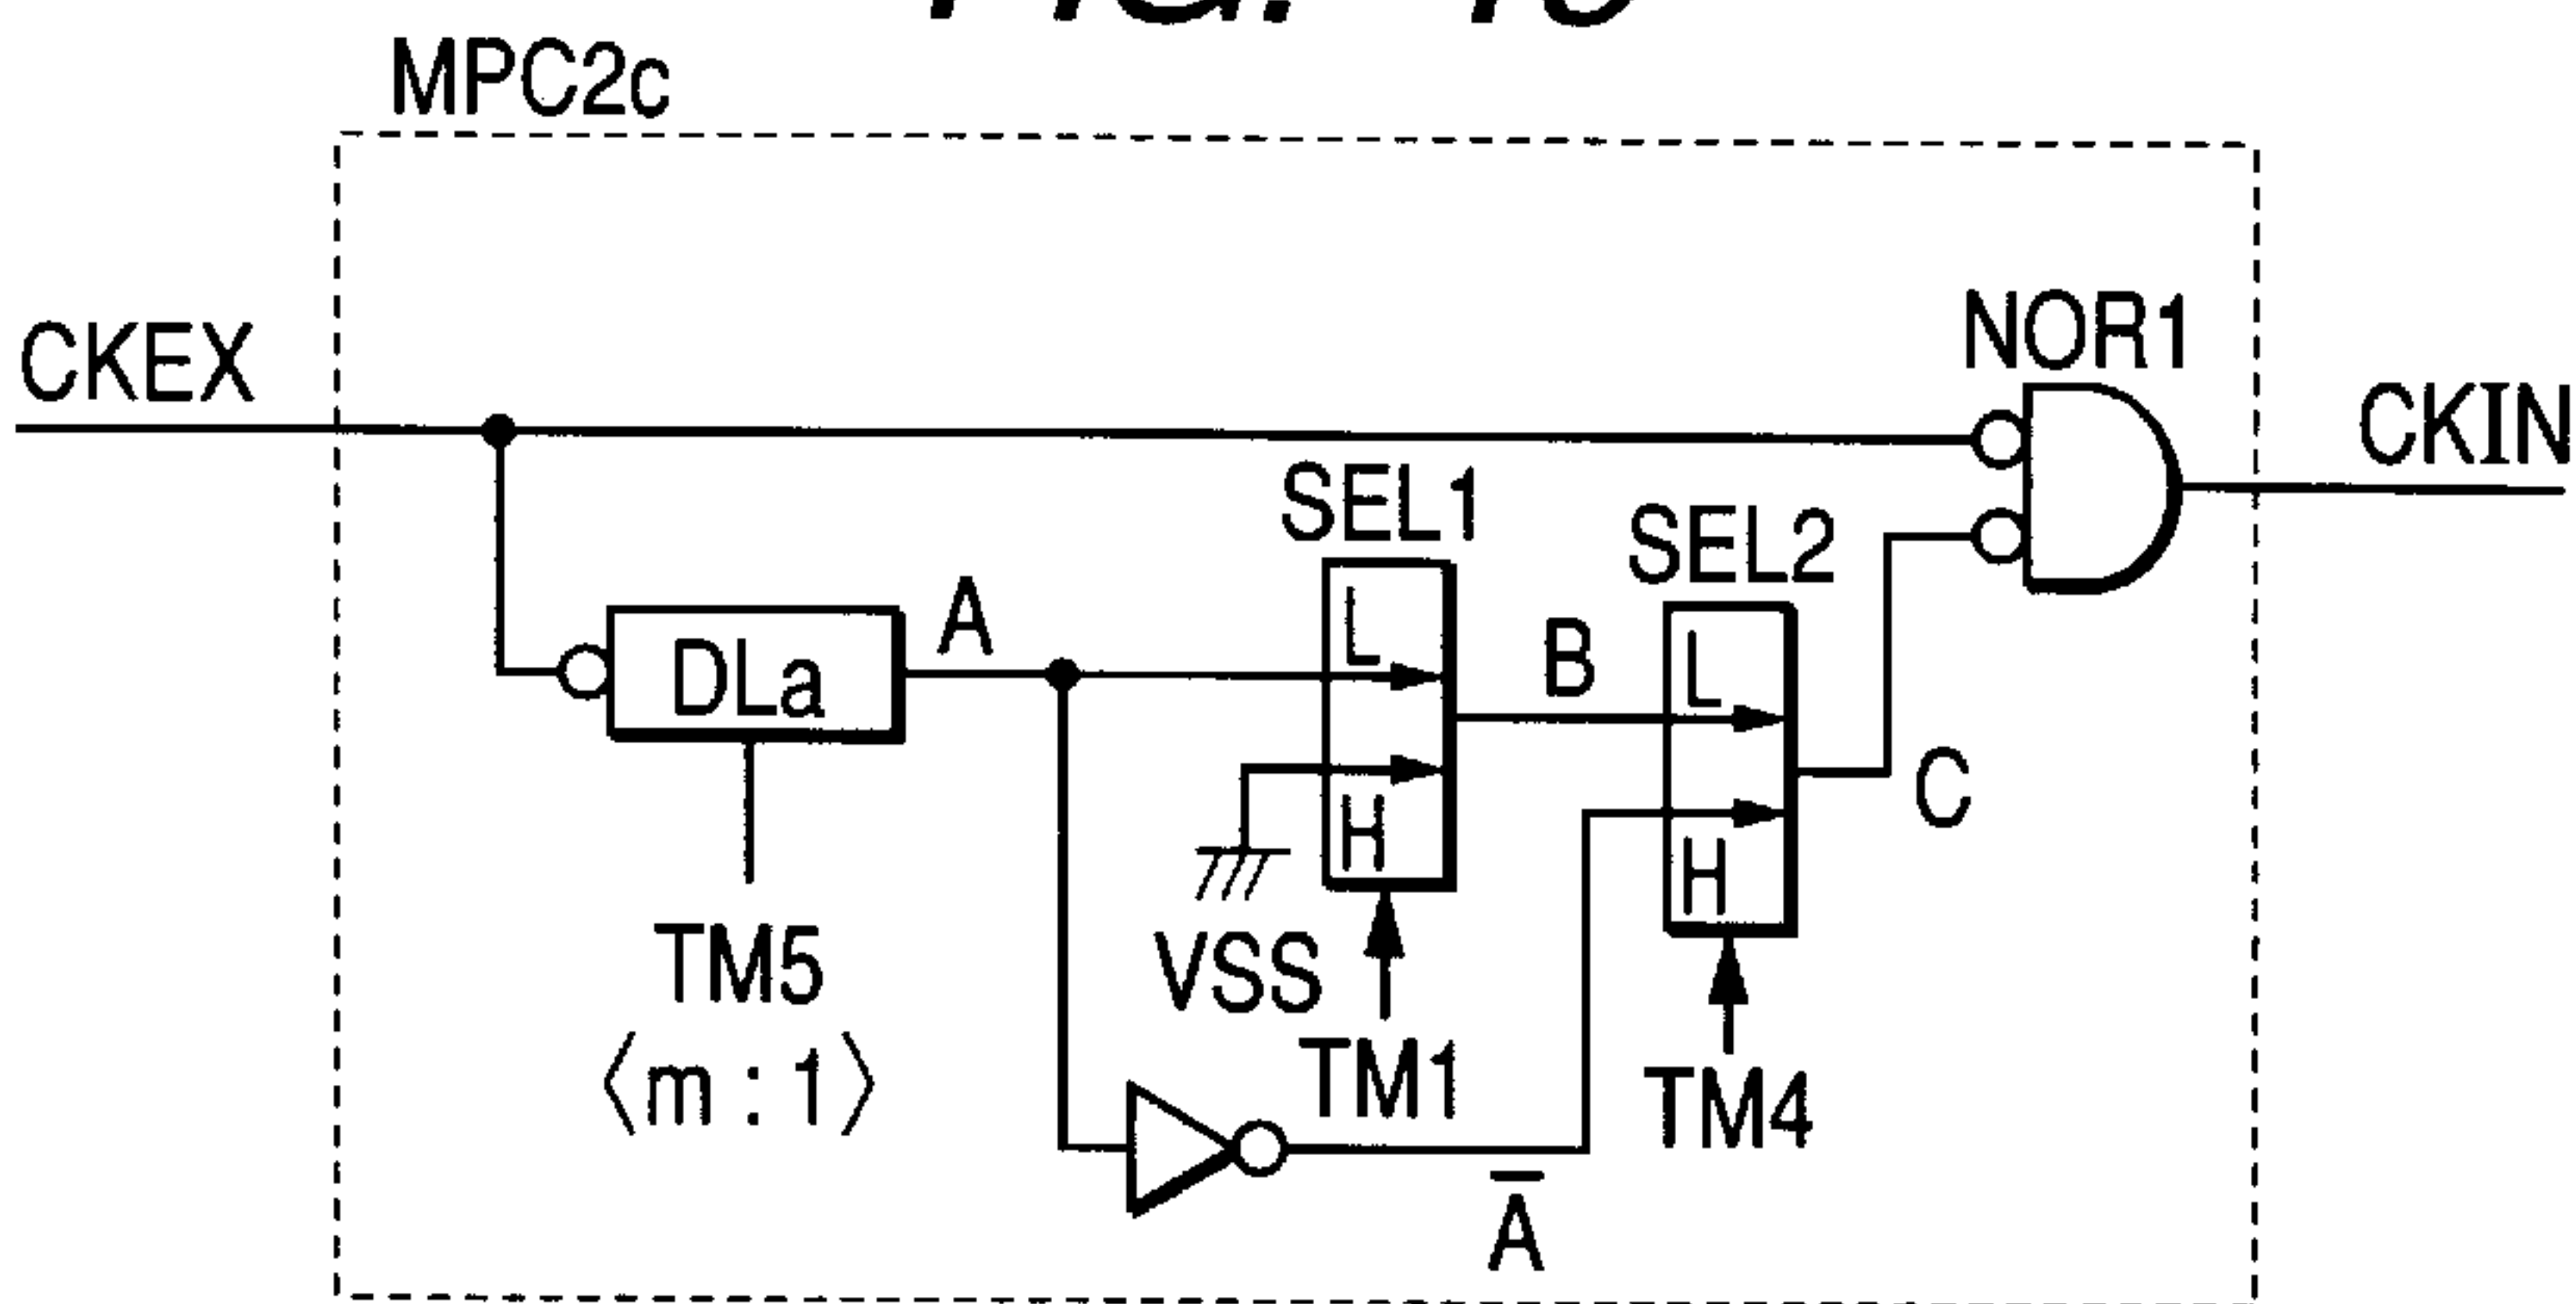 MPC2c
CKEX
NOR1
CKIN
SEL1
SEL2
L
L
A
B
DLa
H
H
C
VSS
TM5
<m : 1>
TM1
TM4
A̅